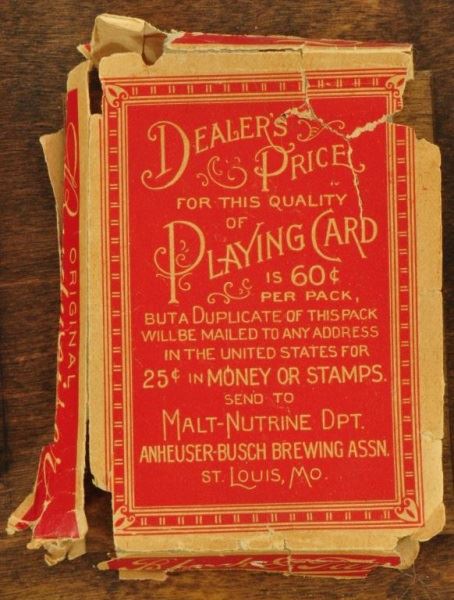 DEALER'S
PRICE
FOR THIS QUALITY
OF
PLAYING CARD
IS 60¢
PER PACK,
BUT A DUPLICATE OF THIS PACK
WILL BE MAILED TO ANY ADDRESS
IN THE UNITED STATES FOR
25¢ IN MONEY OR STAMPS.
SEND TO
MALT-NUTRINE DPT.
ANHEUSER-BUSCH BREWING ASSN.
ST. LOUIS, MO.
ORIGINAL